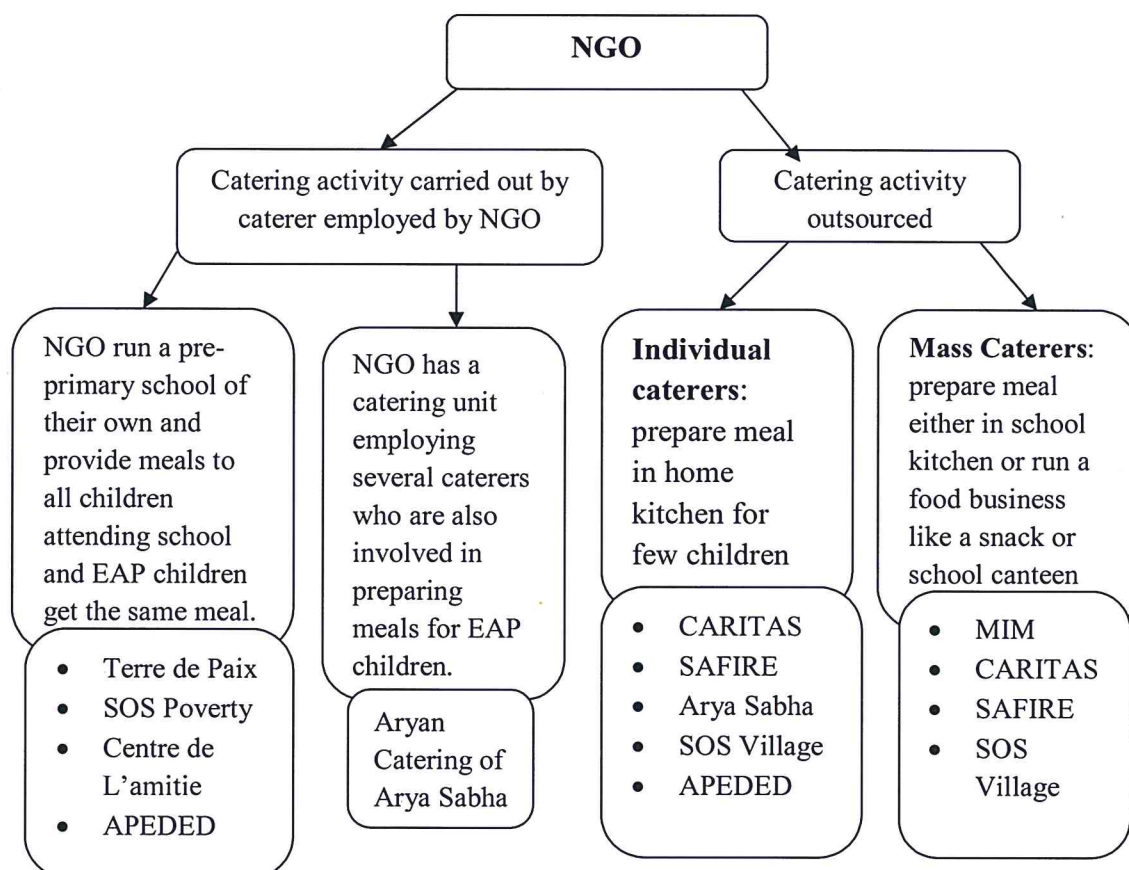 NGO
Catering activity carried out by
caterer employed by NGO
Catering activity
outsourced
NGO run a pre-
primary school of
their own and
provide meals to
all children
attending school
and EAP children
get the same meal.
• Terre de Paix
• SOS Poverty
• Centre de
L’amitie
• APEDED
NGO has a
catering unit
employing
several caterers
who are also
involved in
preparing
meals for EAP
children.
Aryan
Catering of
Arya Sabha
Individual
caterers:
prepare meal
in home
kitchen for
few children
• CARITAS
• SAFIRE
• Arya Sabha
• SOS Village
• APEDED
Mass Caterers:
prepare meal
either in school
kitchen or run a
food business
like a snack or
school canteen
• MIM
• CARITAS
• SAFIRE
• SOS
Village